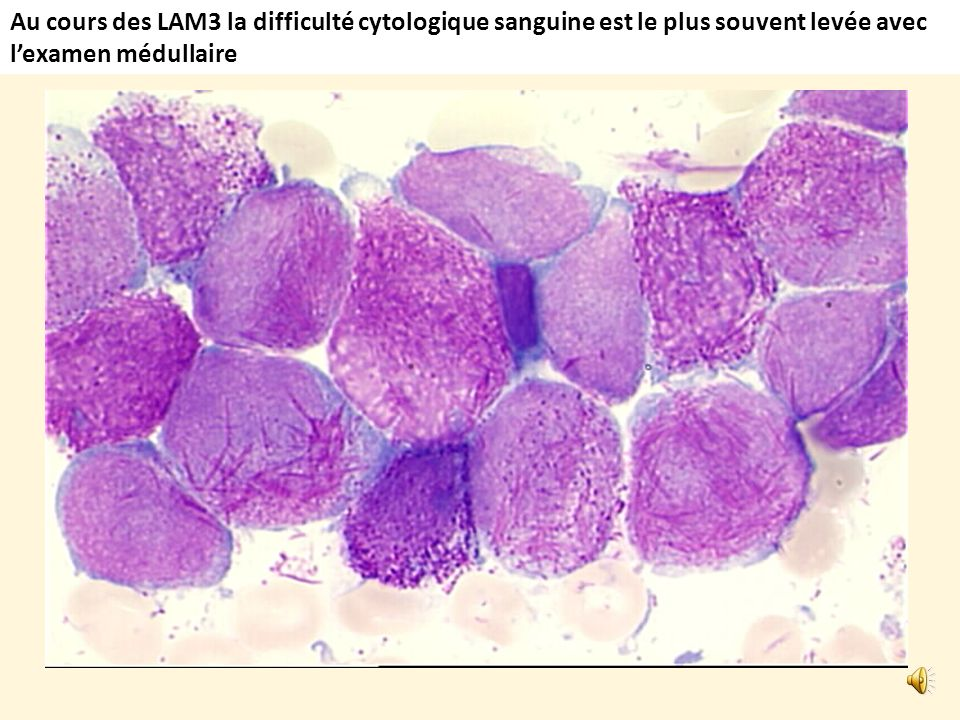 Au cours des LAM3 la difficulté cytologique sanguine est le plus souvent levée avec
l’examen médullaire